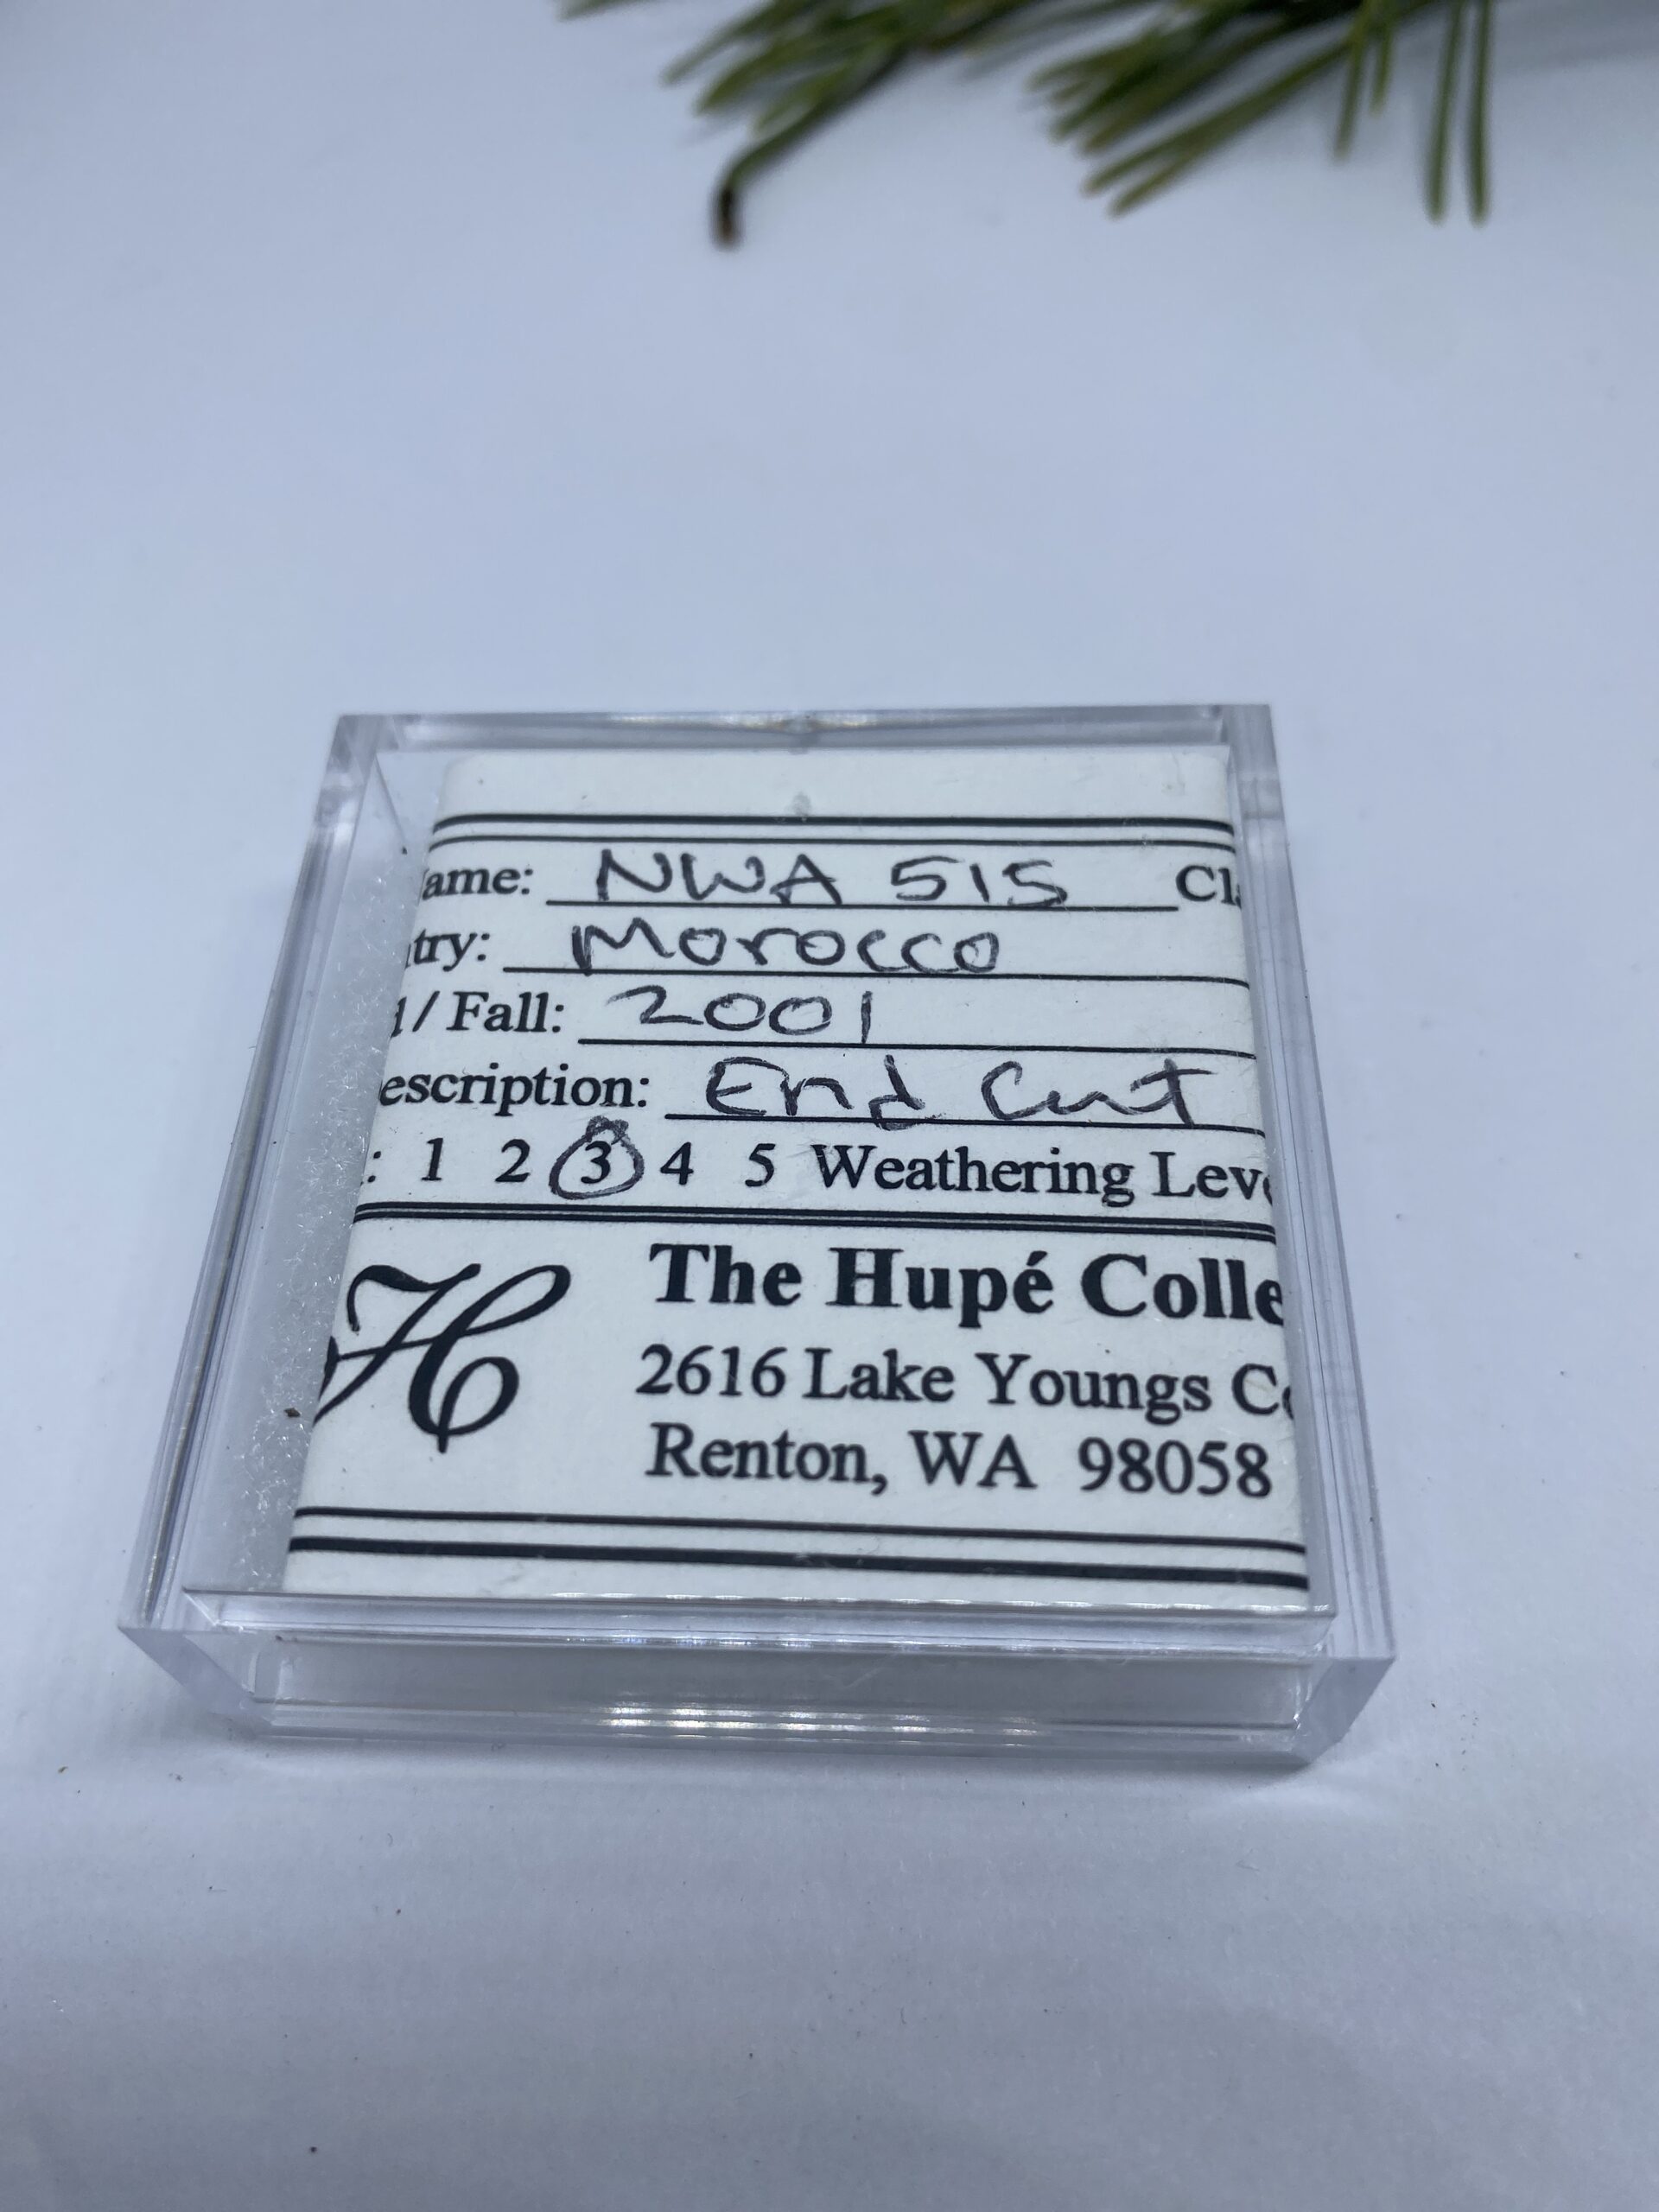 ame: NWA 515 Cl
try: Morocco
/ Fall: 2001
escription: End Cut
: 1 2 3 4 5 Weathering Lev
H The Hupé Colle
2616 Lake Youngs C
Renton, WA 98058